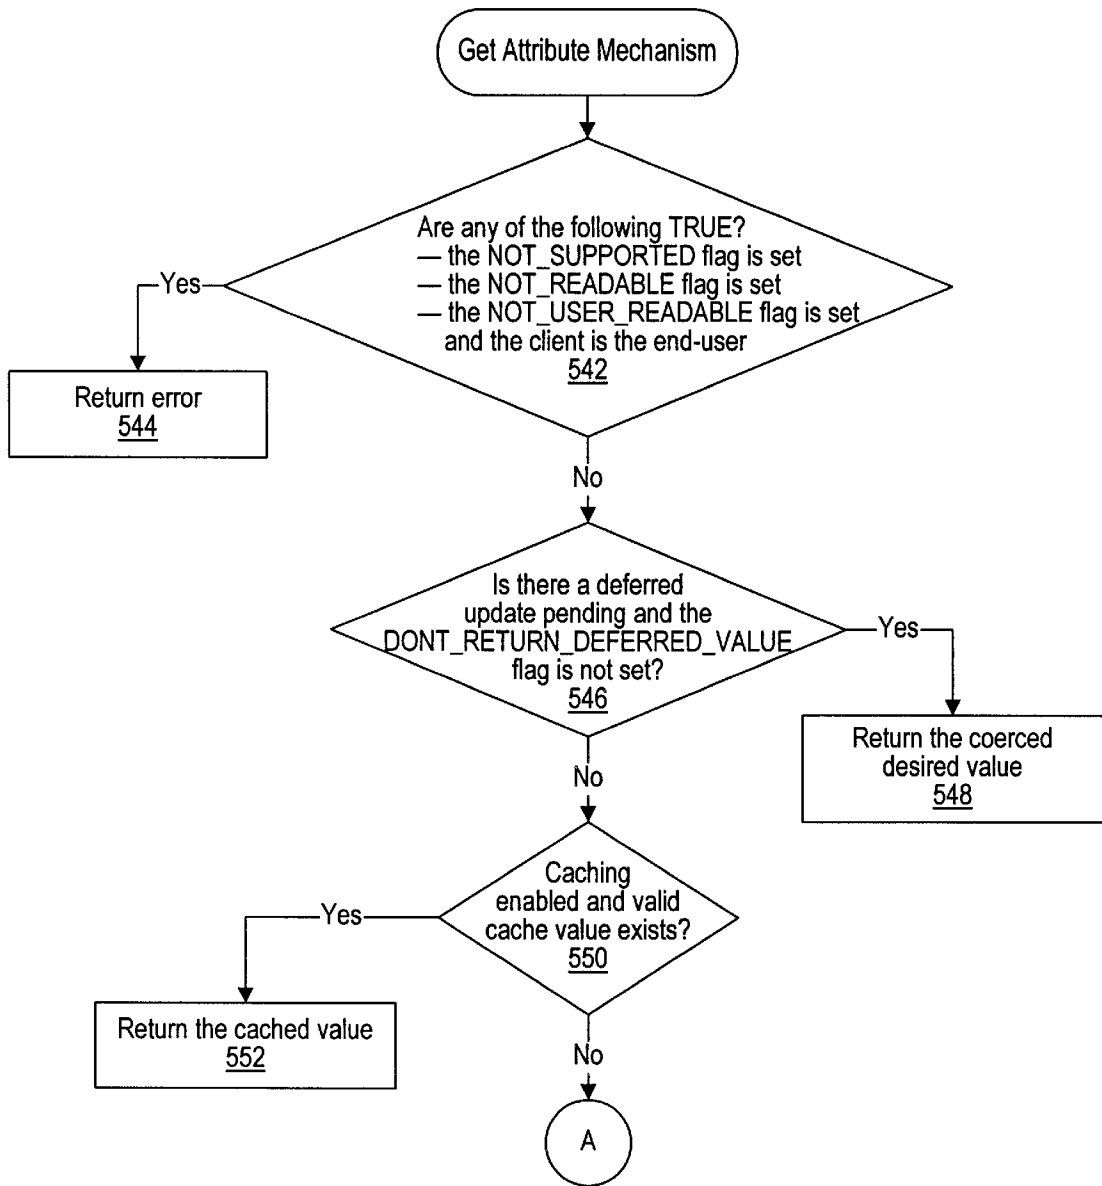 Get Attribute Mechanism
Are any of the following TRUE?
— the NOT_SUPPORTED flag is set
— the NOT_READABLE flag is set
— the NOT_USER_READABLE flag is set
and the client is the end-user
542
Yes
Return error
544
No
Is there a deferred
update pending and the
DONT_RETURN_DEFERRED_VALUE
flag is not set?
546
Yes
Return the coerced
desired value
548
No
Caching
enabled and valid
cache value exists?
550
Yes
Return the cached value
552
No
A